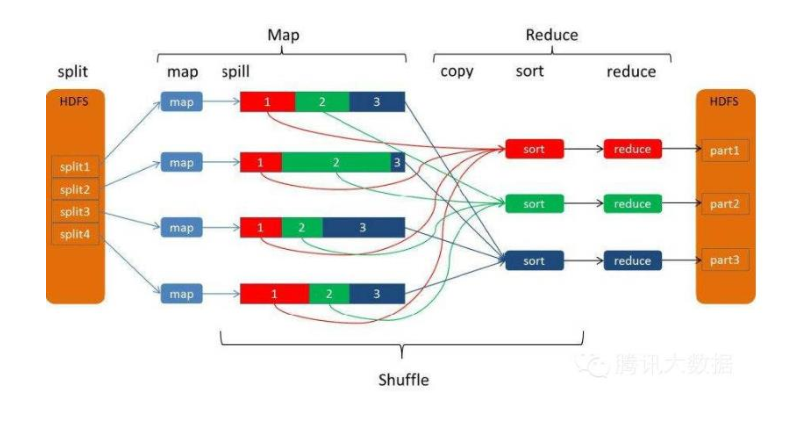 Map
Reduce
split
map
spill
copy
sort
reduce
HDFS
split1
split2
split3
split4
map
1
2
3
map
1
2
3
map
1
2
3
map
1
2
3
sort
reduce
sort
reduce
sort
reduce
HDFS
part1
part2
part3
Shuffle
腾讯大数据